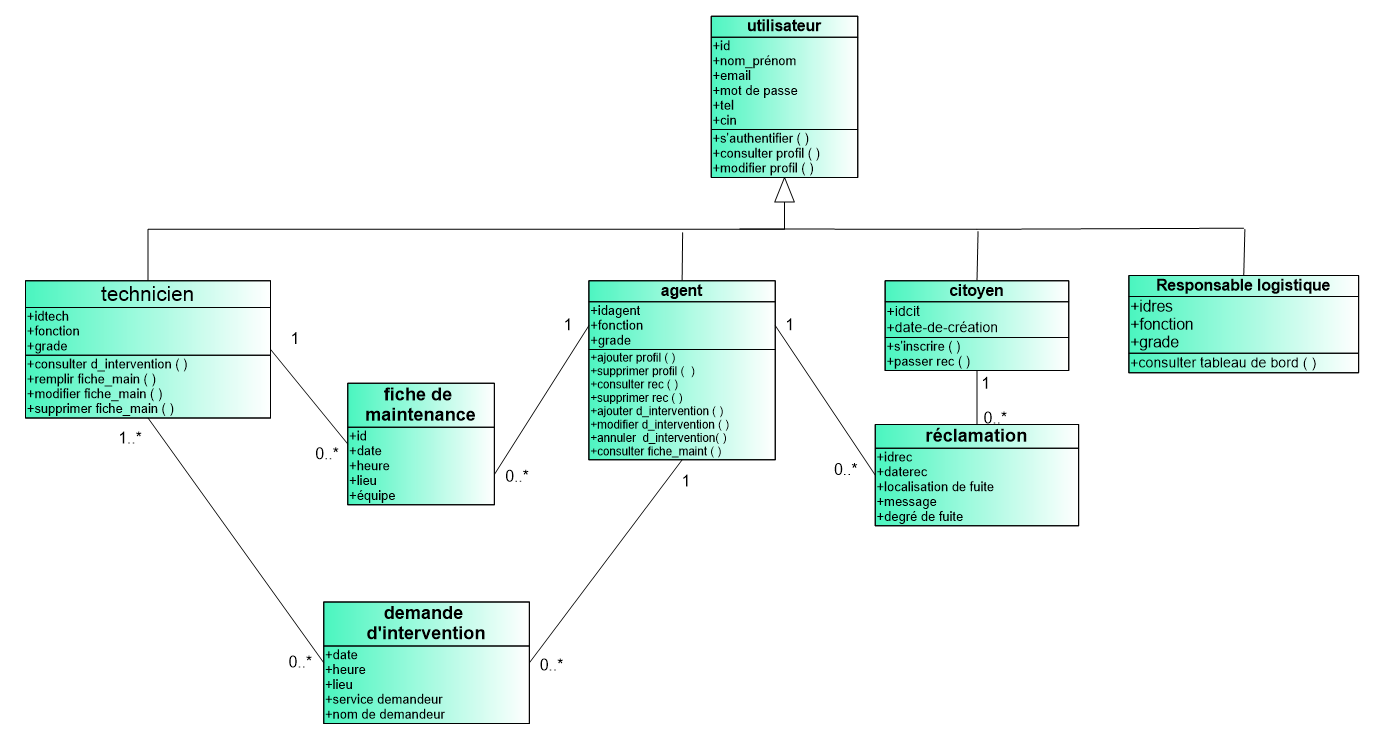 utilisateur
+id
+nom_prénom
+email
+mot de passe
+tel
+cin
+s'authentifier ( )
+consulter profil ( )
+modifier profil ( )
technicien
+idtech
+fonction
+grade
+consulter d_intervention ( )
+remplir fiche_main ( )
+modifier fiche_main ( )
+supprimer fiche_main ( )
agent
+idagent
+fonction
+grade
+ajouter profil ( )
+supprimer profil ( )
+consulter rec ( )
+supprimer rec ( )
+ajouter d_intervention ( )
+modifier d_intervention ( )
+annuler d_intervention( )
+consulter fiche_maint ( )
citoyen
+idcit
+date-de-création
+s'inscrire ( )
+passer rec ( )
Responsable logistique
+idres
+fonction
+grade
+consulter tableau de bord ( )
1
1
1
1
0..*
fiche de
maintenance
+id
+date
+heure
+lieu
+équipe
réclamation
+idrec
+daterec
+localisation de fuite
+message
+degré de fuite
1..*
0..*
0..*
0..*
1
demande
d'intervention
+date
+heure
+lieu
+service demandeur
+nom de demandeur
0..*
0..*